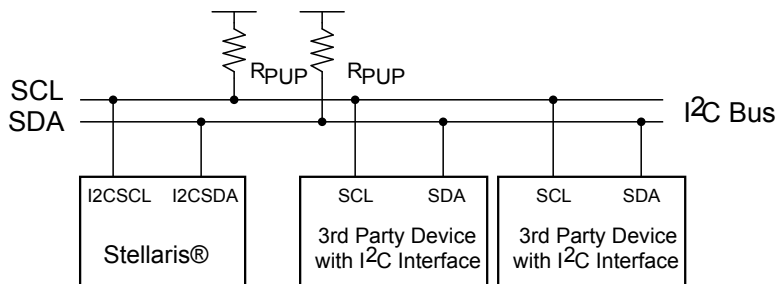 RPUP RPUP
SCL
SDA
I²C Bus
I2CSCL I2CSDA SCL SDA SCL SDA
Stellaris®
3rd Party Device
with I²C Interface
3rd Party Device
with I²C Interface